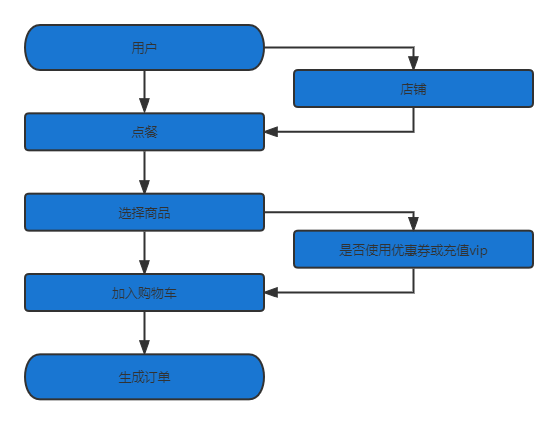 用户
店铺
点餐
选择商品
是否使用优惠券或充值vip
加入购物车
生成订单